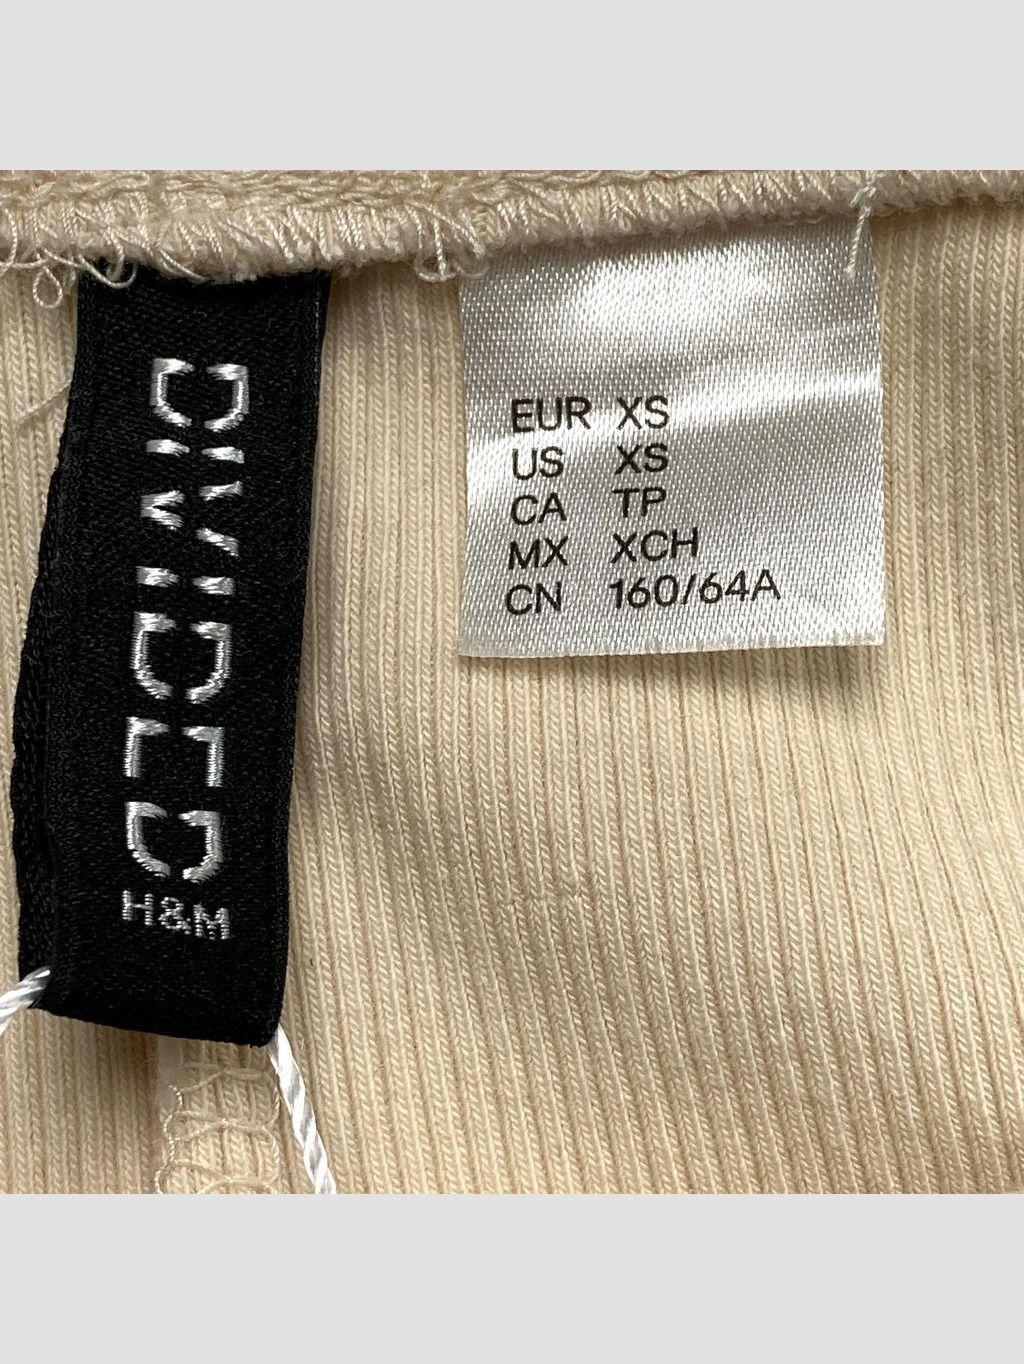 DIVIDED
H&M
EUR XS
US XS
CA TP
MX XCH
CN 160/64A